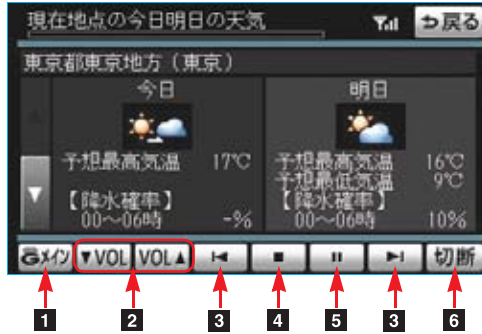 現在地点の今日明日の天気
戻る
東京都東京地方(東京)
今日
明日
予想最高気温 17℃
予想最高気温 16℃
予想最低気温 9℃
【降水確率】
00〜06時 -%
【降水確率】
00〜06時 10%
Gメイン ▼VOL VOL▲ 切断
1 2 3 4 5 3 6